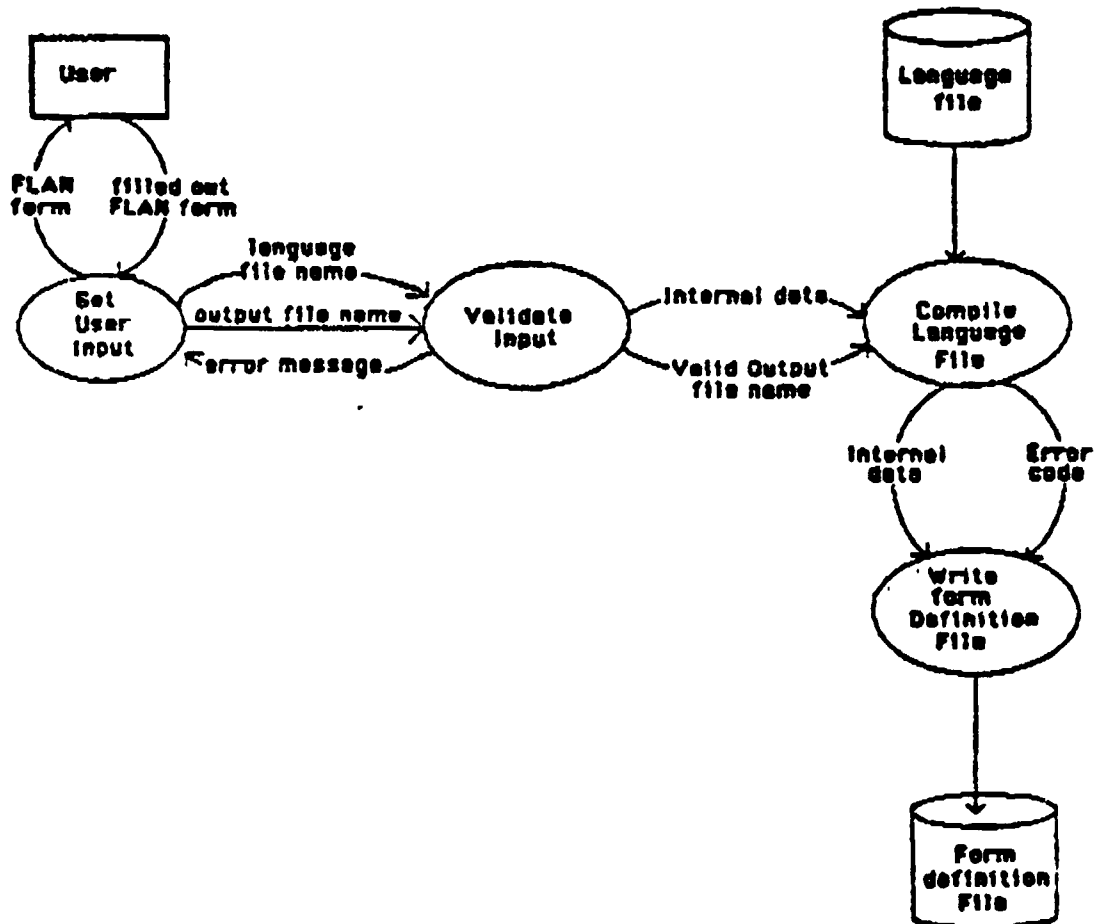 User
Language
file
FLAN
form
filled out
FLAN form
language
file name
Get
User
Input
output file name
error message
Validate
Input
Internal data
Valid Output
file name
Compile
Language
File
Internal
data
Error
code
Write
form
Definition
File
Form
definition
File